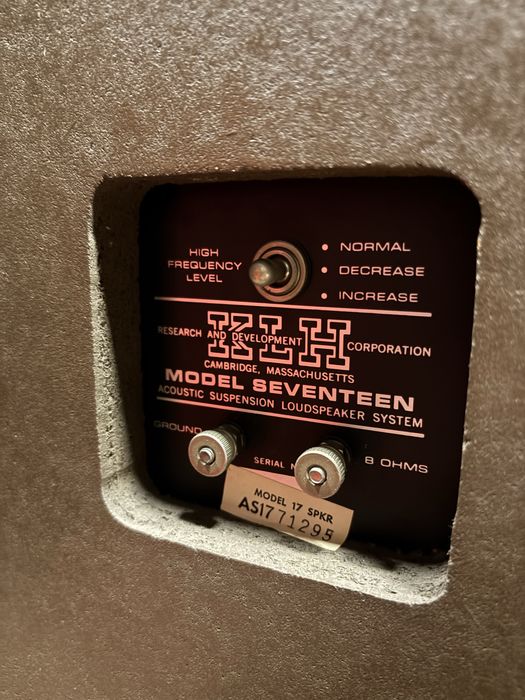 HIGH
FREQUENCY
LEVEL
• NORMAL
• DECREASE
• INCREASE
KLH
RESEARCH AND DEVELOPMENT CORPORATION
CAMBRIDGE, MASSACHUSETTS
MODEL SEVENTEEN
ACOUSTIC SUSPENSION LOUDSPEAKER SYSTEM
GROUND
8 OHMS
SERIAL
MODEL 17 SPKR
AS1771295